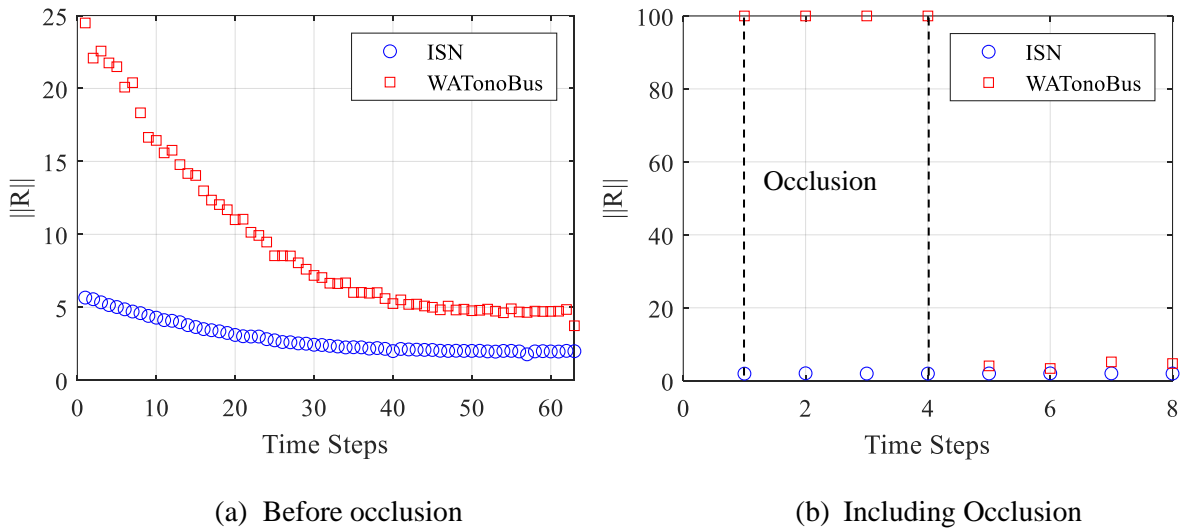 25
20
15
10
5
0
||R||
0 10 20 30 40 50 60
Time Steps
ISN
WATonoBus
(a) Before occlusion
100
80
60
40
20
0
||R||
0 2 4 6 8
Time Steps
ISN
WATonoBus
Occlusion
(b) Including Occlusion